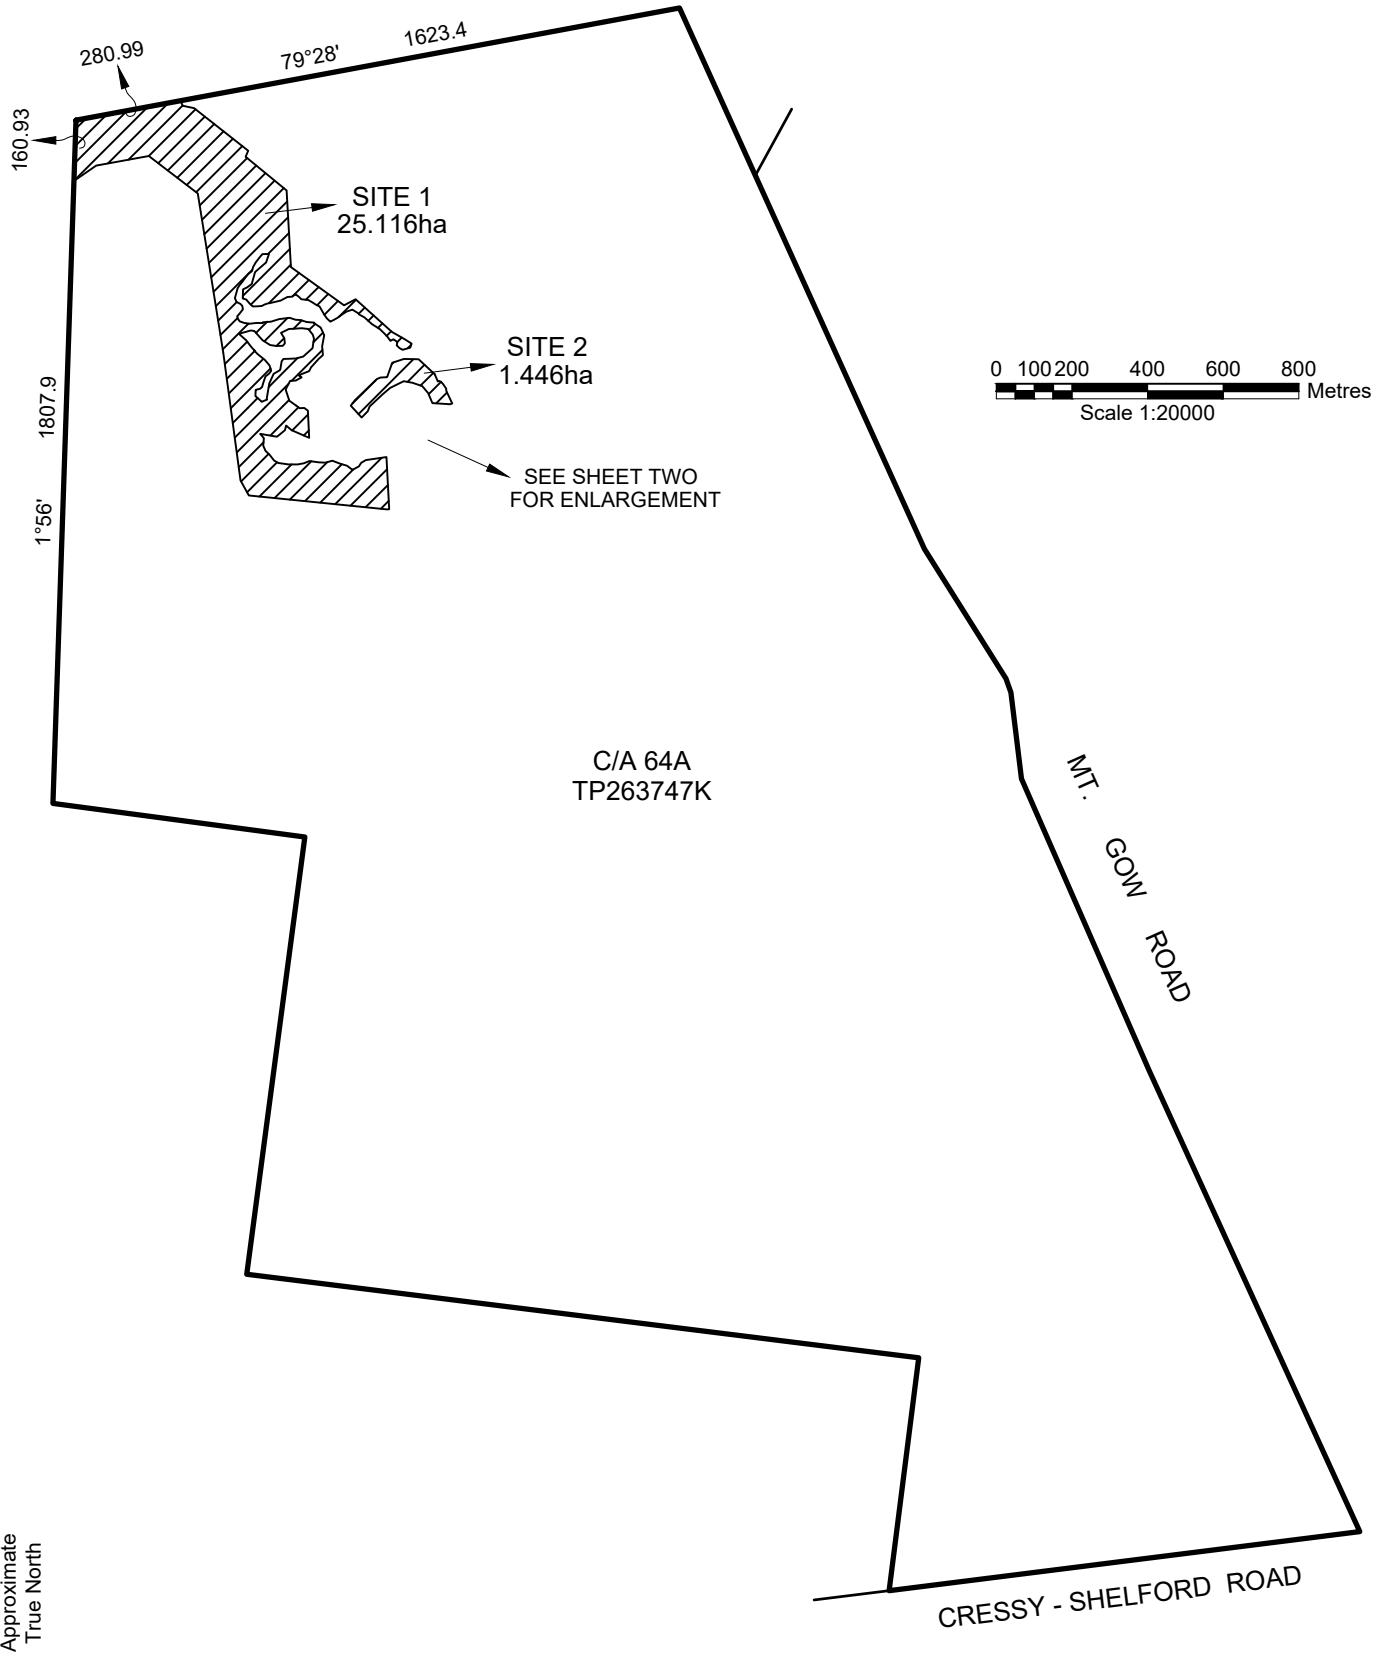 280.99
79°28'
1623.4
160.93
SITE 1
25.116ha
SITE 2
1.446ha
0 100 200 400 600 800
Metres
Scale 1:20000
1807.9
1°56'
SEE SHEET TWO
FOR ENLARGEMENT
C/A 64A
TP263747K
MT. GOW ROAD
CRESSY - SHELFORD ROAD
Approximate
True North